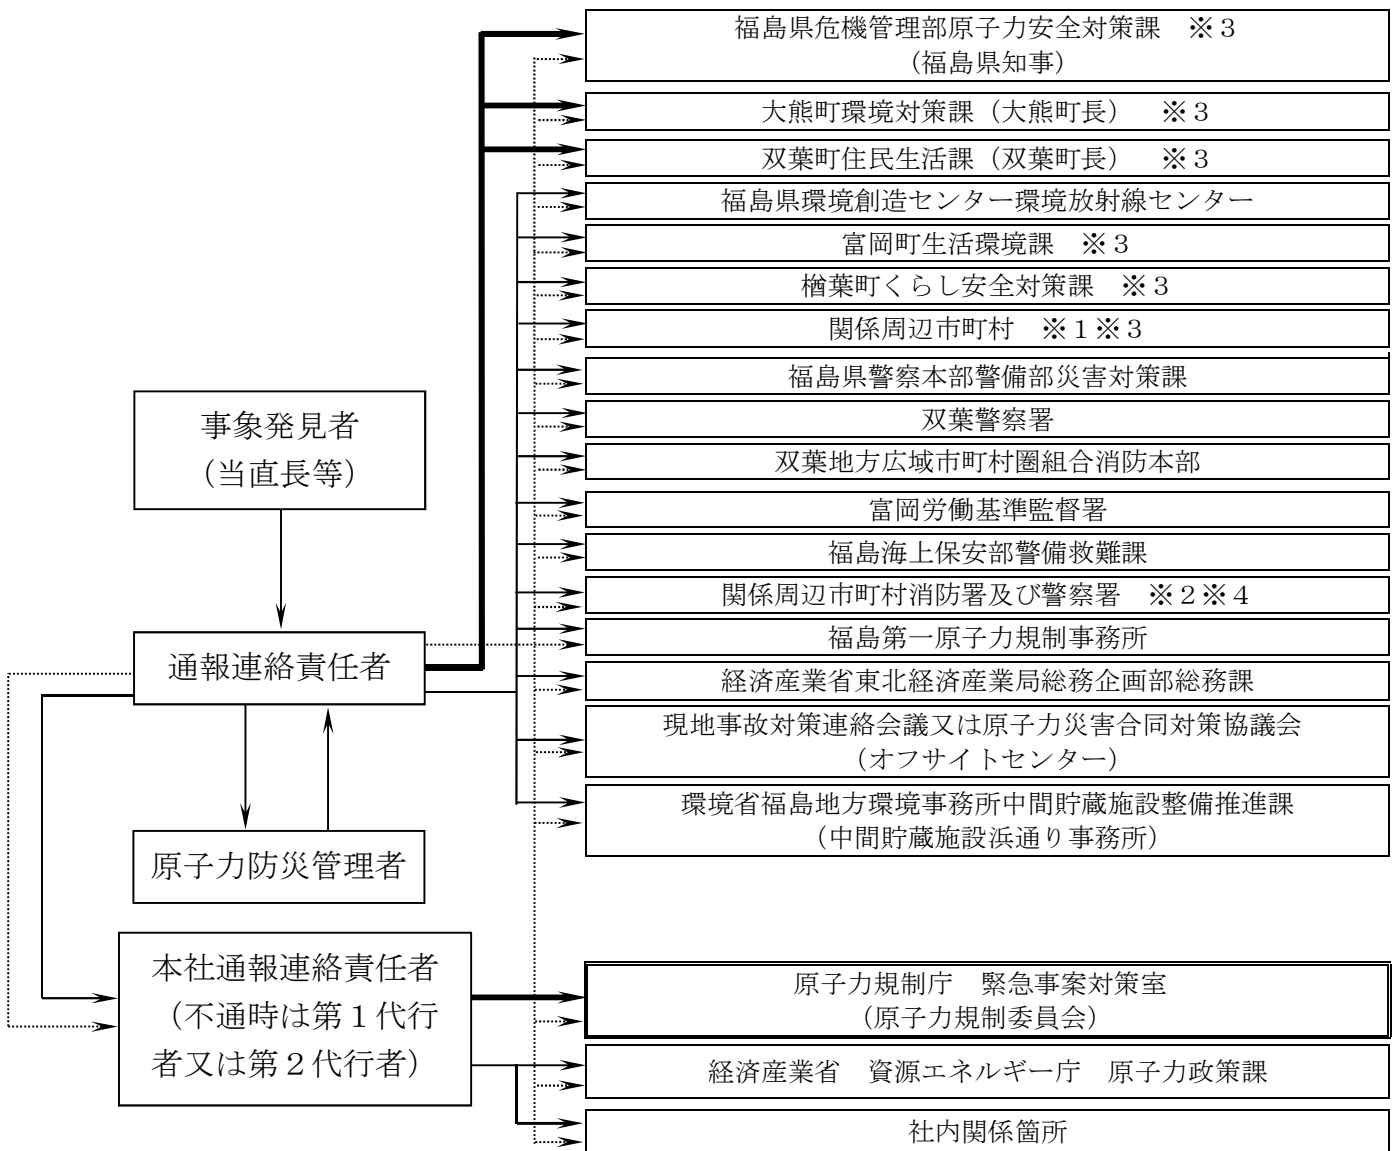 福島県危機管理部原子力安全対策課　※３
（福島県知事）
大熊町環境対策課（大熊町長）　※３
双葉町住民生活課（双葉町長）　※３
福島県環境創造センター環境放射線センター
富岡町生活環境課　※３
楢葉町くらし安全対策課　※３
関係周辺市町村　※１※３
福島県警察本部警備部災害対策課
双葉警察署
双葉地方広域市町村圏組合消防本部
富岡労働基準監督署
福島海上保安部警備救難課
関係周辺市町村消防署及び警察署　※２※４
福島第一原子力規制事務所
経済産業省東北経済産業局総務企画部総務課
現地事故対策連絡会議又は原子力災害合同対策協議会
（オフサイトセンター）
環境省福島地方環境事務所中間貯蔵施設整備推進課
（中間貯蔵施設浜通り事務所）
事象発見者
（当直長等）
通報連絡責任者
原子力防災管理者
本社通報連絡責任者
（不通時は第１代行
者又は第２代行者）
原子力規制庁　緊急事案対策室
（原子力規制委員会）
経済産業省　資源エネルギー庁　原子力政策課
社内関係箇所